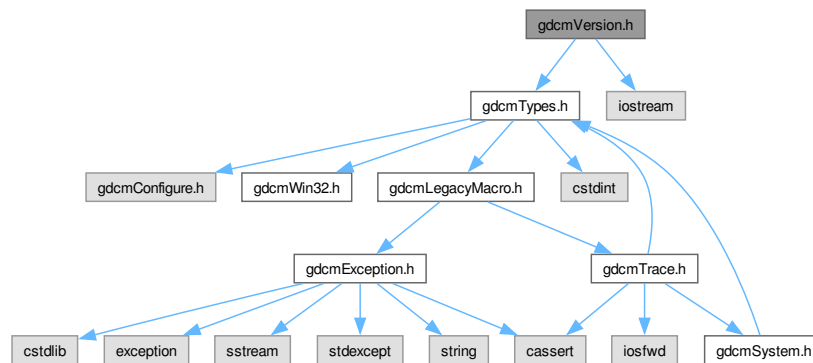 gdcmVersion.h
gdcmTypes.h
iostream
gdcmConfigure.h
gdcmWin32.h
gdcmLegacyMacro.h
cstdint
gdcmException.h
gdcmTrace.h
cstdlib
exception
sstream
stdexcept
string
cassert
iosfwd
gdcmSystem.h